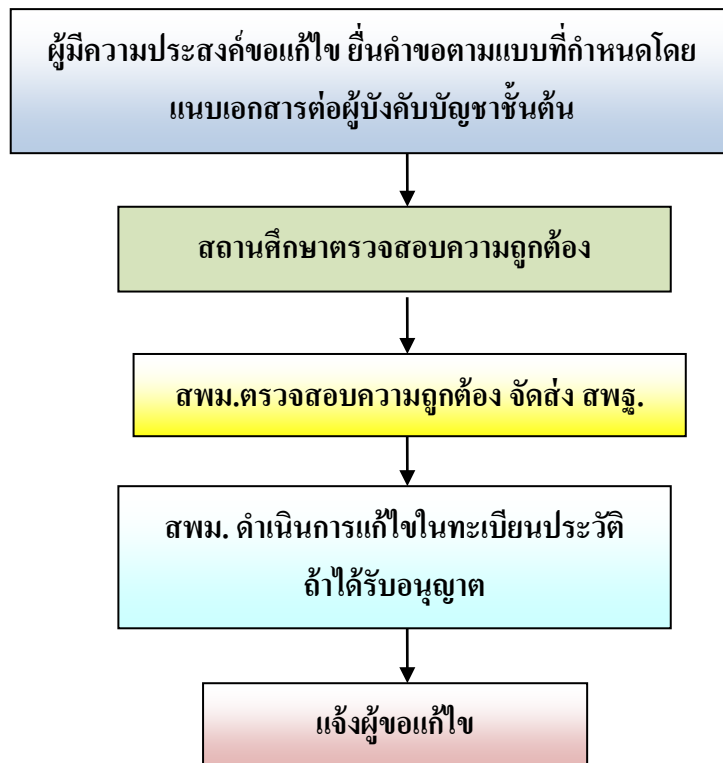 ผู้มีความประสงค์ขอแก้ไข ยื่นคำขอตามแบบที่กำหนดโดย
แนบเอกสารต่อผู้บังคับบัญชาชั้นต้น
สถานศึกษาตรวจสอบความถูกต้อง
สพม.ตรวจสอบความถูกต้อง จัดส่ง สพฐ.
สพม. ดำเนินการแก้ไขในทะเบียนประวัติ
ถ้าได้รับอนุญาต
แจ้งผู้ขอแก้ไข